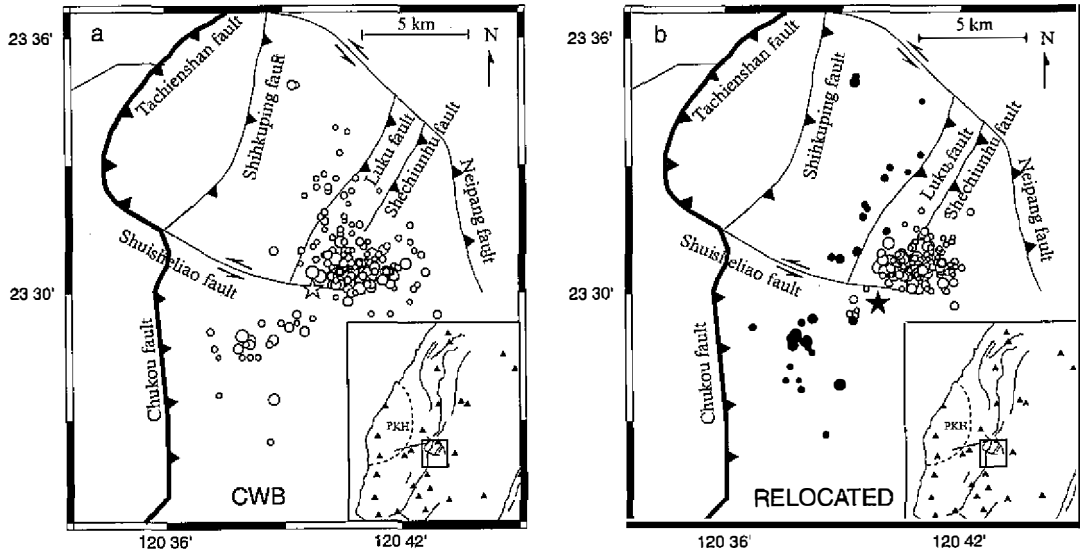 a
5 km
N
23 36'
Tachienshan fault
Shihkuping fault
Luku fault
Shechiunhu fault
Neipang fault
Shuisheliao fault
23 30'
Chukou fault
PKH
CWB
120 36'
120 42'
b
5 km
N
23 36'
Tachienshan fault
Shihkuping fault
Luku fault
Shechiunhu fault
Neipang fault
Shuisheliao fault
23 30'
Chukou fault
PKH
RELOCATED
120 36'
120 42'